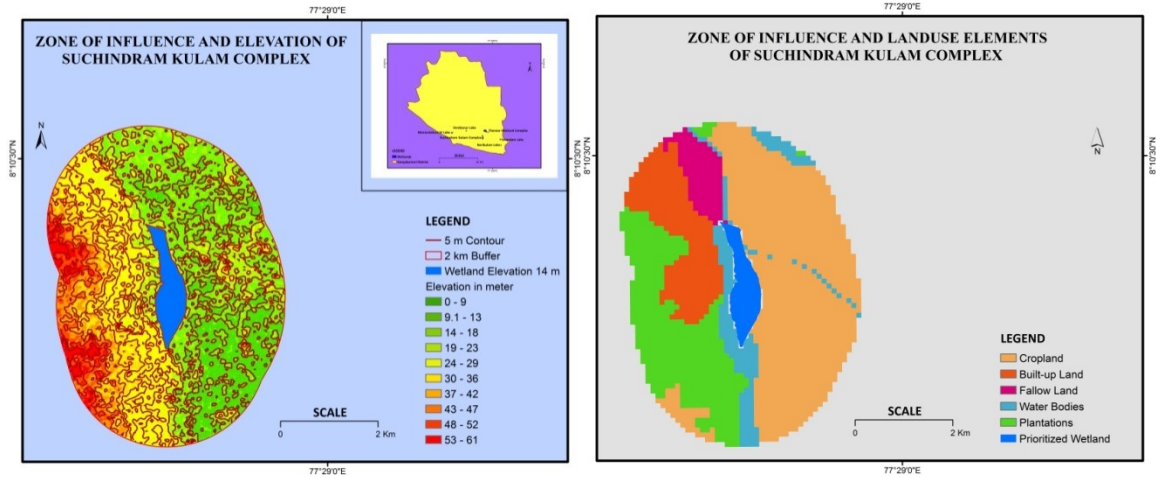 77°29'0"E
ZONE OF INFLUENCE AND ELEVATION OF
SUCHINDRAM KULAM COMPLEX
N
8°10'30"N
8°10'30"N
LEGEND
5 m Contour
2 km Buffer
Wetland Elevation 14 m
Elevation in meter
0 - 9
9.1 - 13
14 - 18
19 - 23
24 - 29
30 - 36
37 - 42
43 - 47
48 - 52
53 - 61
SCALE
0 2 Km
77°29'0"E
77°29'0"E
ZONE OF INFLUENCE AND LANDUSE ELEMENTS
OF SUCHINDRAM KULAM COMPLEX
N
8°10'30"N
LEGEND
Cropland
Built-up Land
Fallow Land
Water Bodies
Plantations
Prioritized Wetland
SCALE
0 2 Km
77°29'0"E